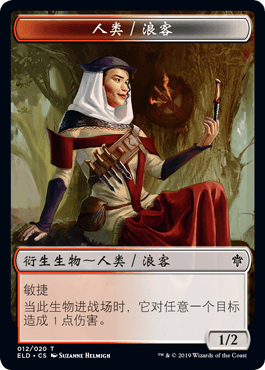 人类／浪客
衍生生物～人类／浪客
敏捷
当此生物进战场时，它对任意一个目标
造成1点伤害。
1/2
012/020 T
ELD • CS SUZANNE HELMIGH
™ & © 2019 Wizards of the Coast